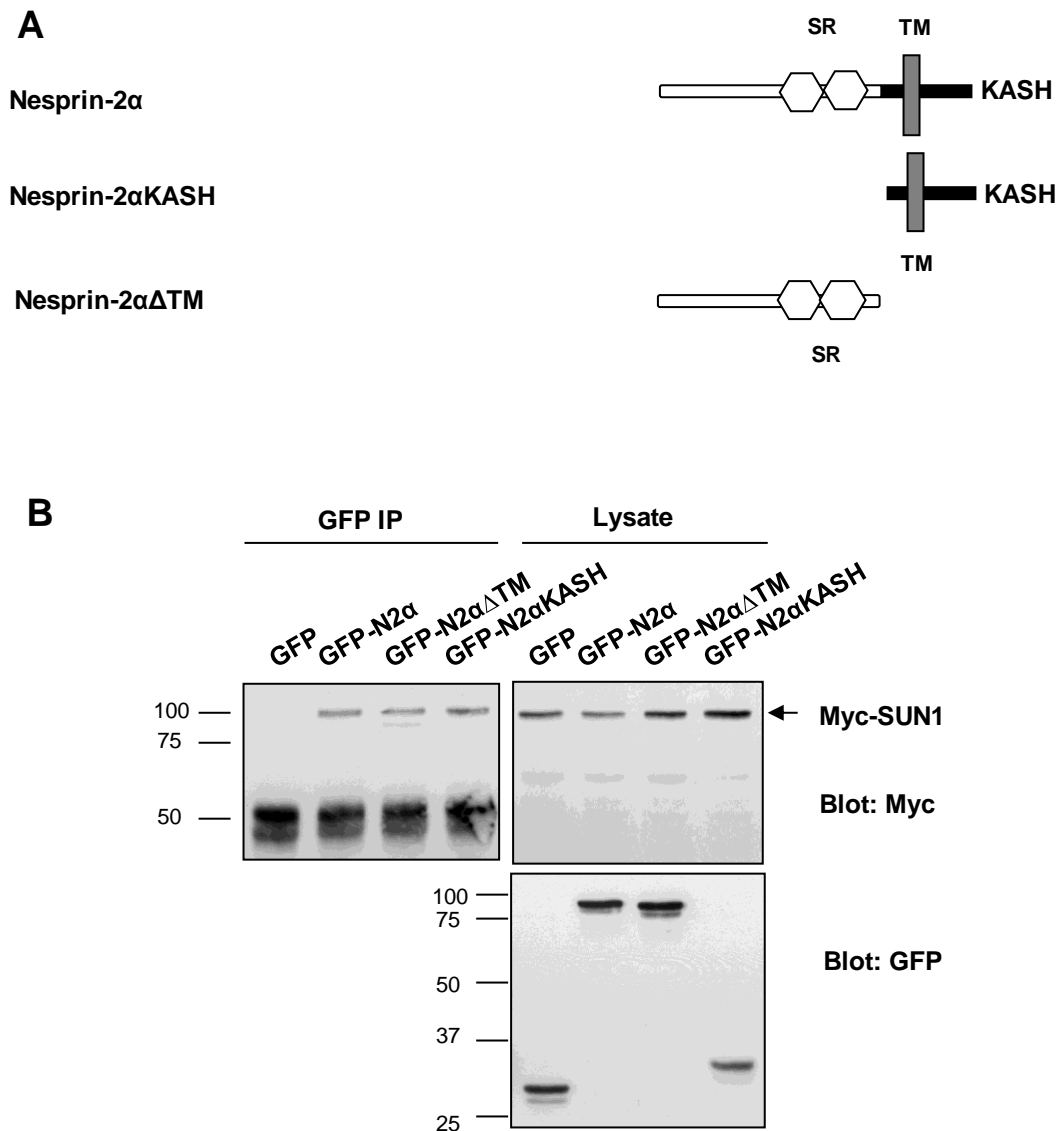 A
SR TM
Nesprin-2α
KASH
Nesprin-2αKASH
KASH
TM
Nesprin-2αΔTM
SR
B
GFP IP Lysate
GFP GFP-N2α GFP-N2αΔTM GFP-N2αKASH GFP GFP-N2α GFP-N2αΔTM GFP-N2αKASH
100
Myc-SUN1
75
Blot: Myc
50
100
75
Blot: GFP
50
37
25